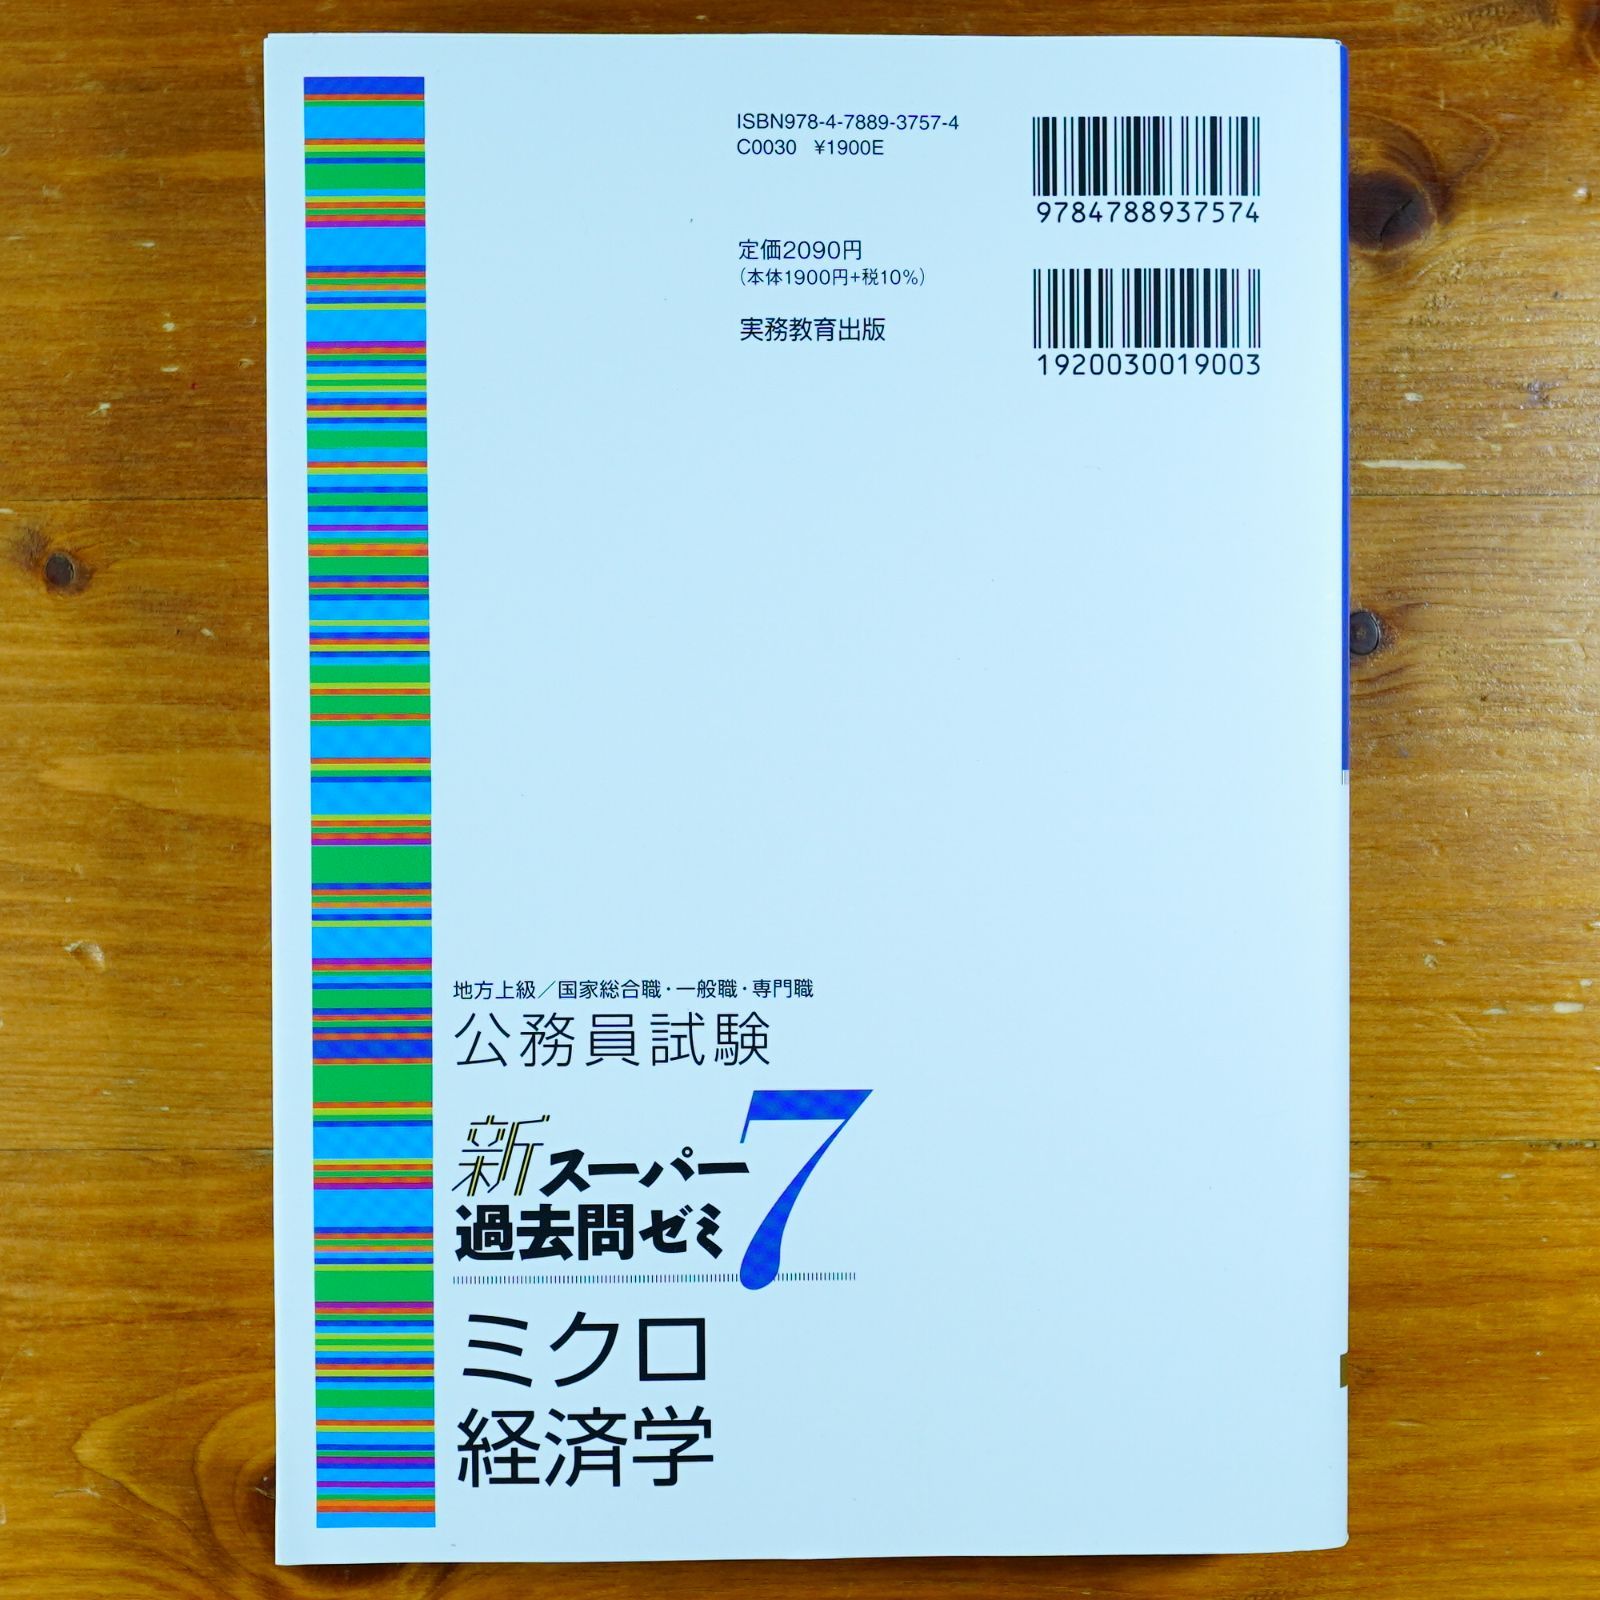 ISBN978-4-7889-3757-4
C0030 ¥1900E
9784788937574
定価2090円
（本体1900円+税10%）
実務教育出版
1920030019003
地方上級／国家総合職・一般職・専門職
公務員試験
新スーパー
過去問ゼミ7
ミクロ
経済学